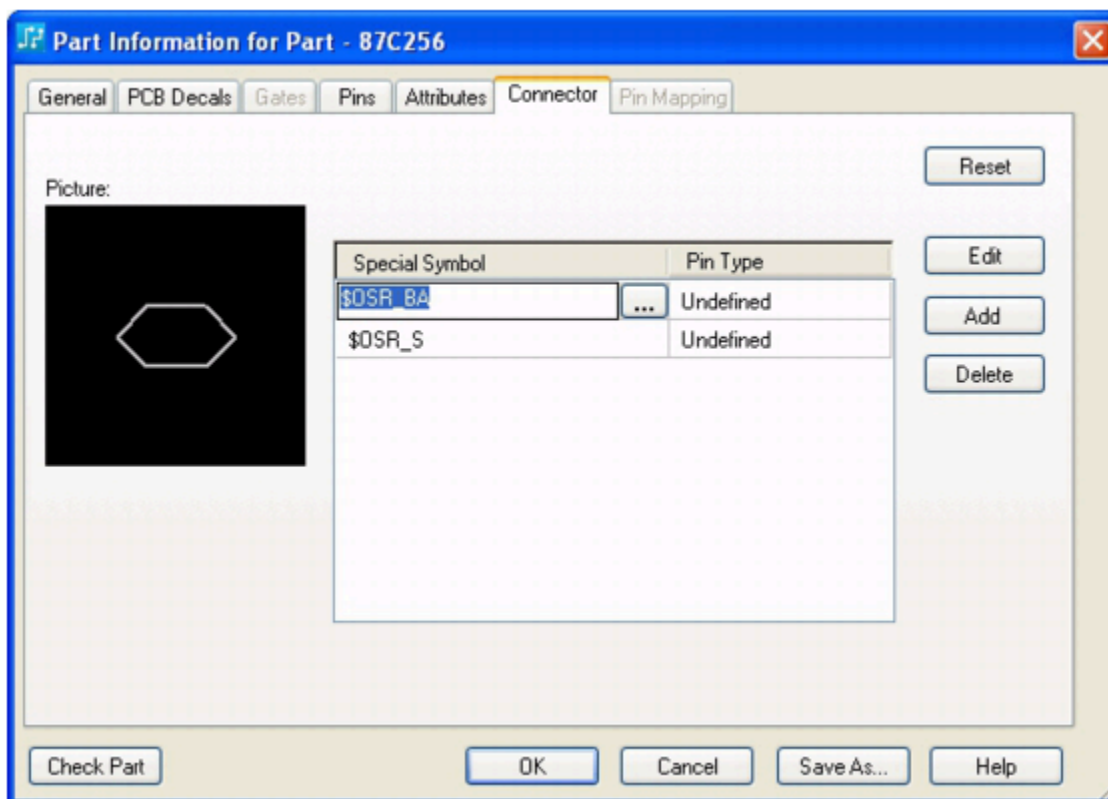 Part Information for Part - 87C256
General PCB Decals Gates Pins Attributes Connector Pin Mapping
Reset
Picture:
Edit
Special Symbol Pin Type
$OSR_BA ... Undefined
Add
$OSR_S Undefined
Delete
Check Part OK Cancel Save As... Help